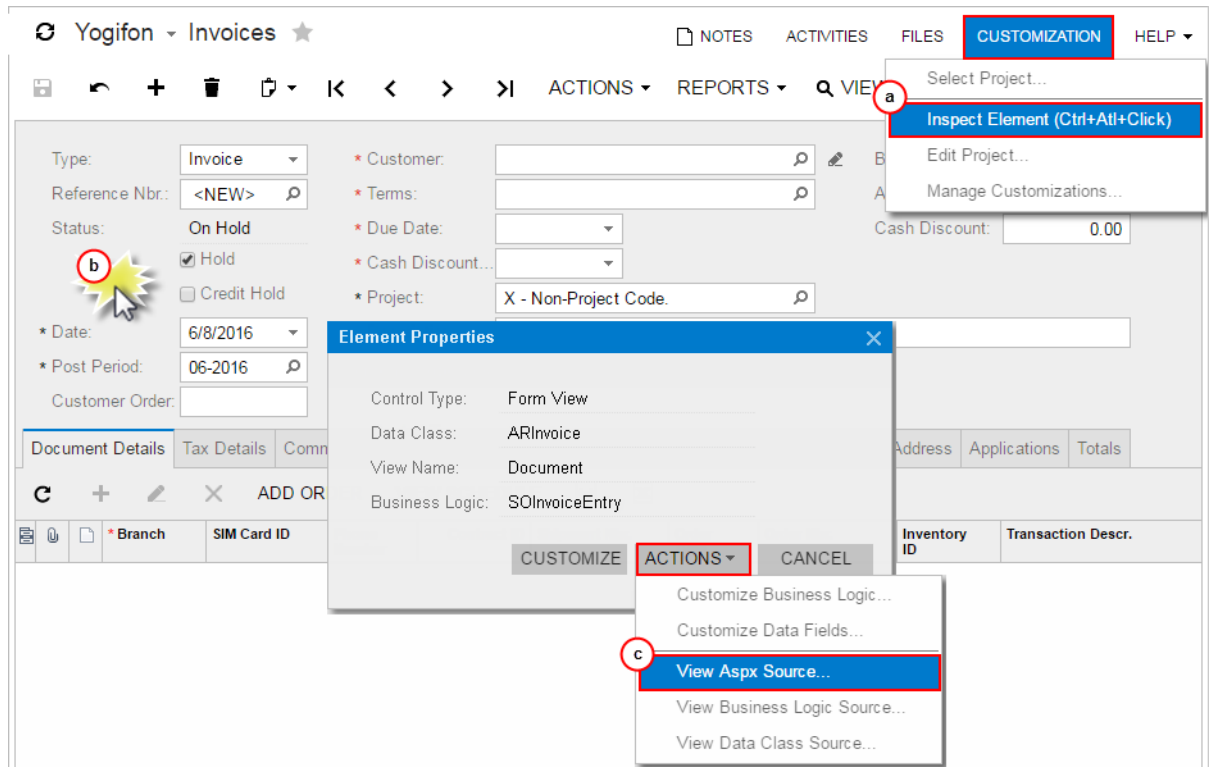 Yogifon Invoices
NOTES ACTIVITIES FILES CUSTOMIZATION HELP
ACTIONS REPORTS VIE
Select Project...
a
Inspect Element (Ctrl+Atl+Click)
Edit Project...
Manage Customizations...
Type: Invoice * Customer: B
Reference Nbr.: <NEW> * Terms: A
Status: On Hold * Due Date: Cash Discount: 0.00
b
Hold * Cash Discount...
Credit Hold * Project: X - Non-Project Code.
* Date: 6/8/2016
* Post Period: 06-2016
Customer Order:
Element Properties
Control Type: Form View
Data Class: ARInvoice
View Name: Document
Business Logic: SOInvoiceEntry
CUSTOMIZE ACTIONS CANCEL
Document Details Tax Details Comm Address Applications Totals
ADD OR
* Branch SIM Card ID Inventory ID Transaction Descr.
Customize Business Logic...
Customize Data Fields...
c
View Aspx Source...
View Business Logic Source...
View Data Class Source...